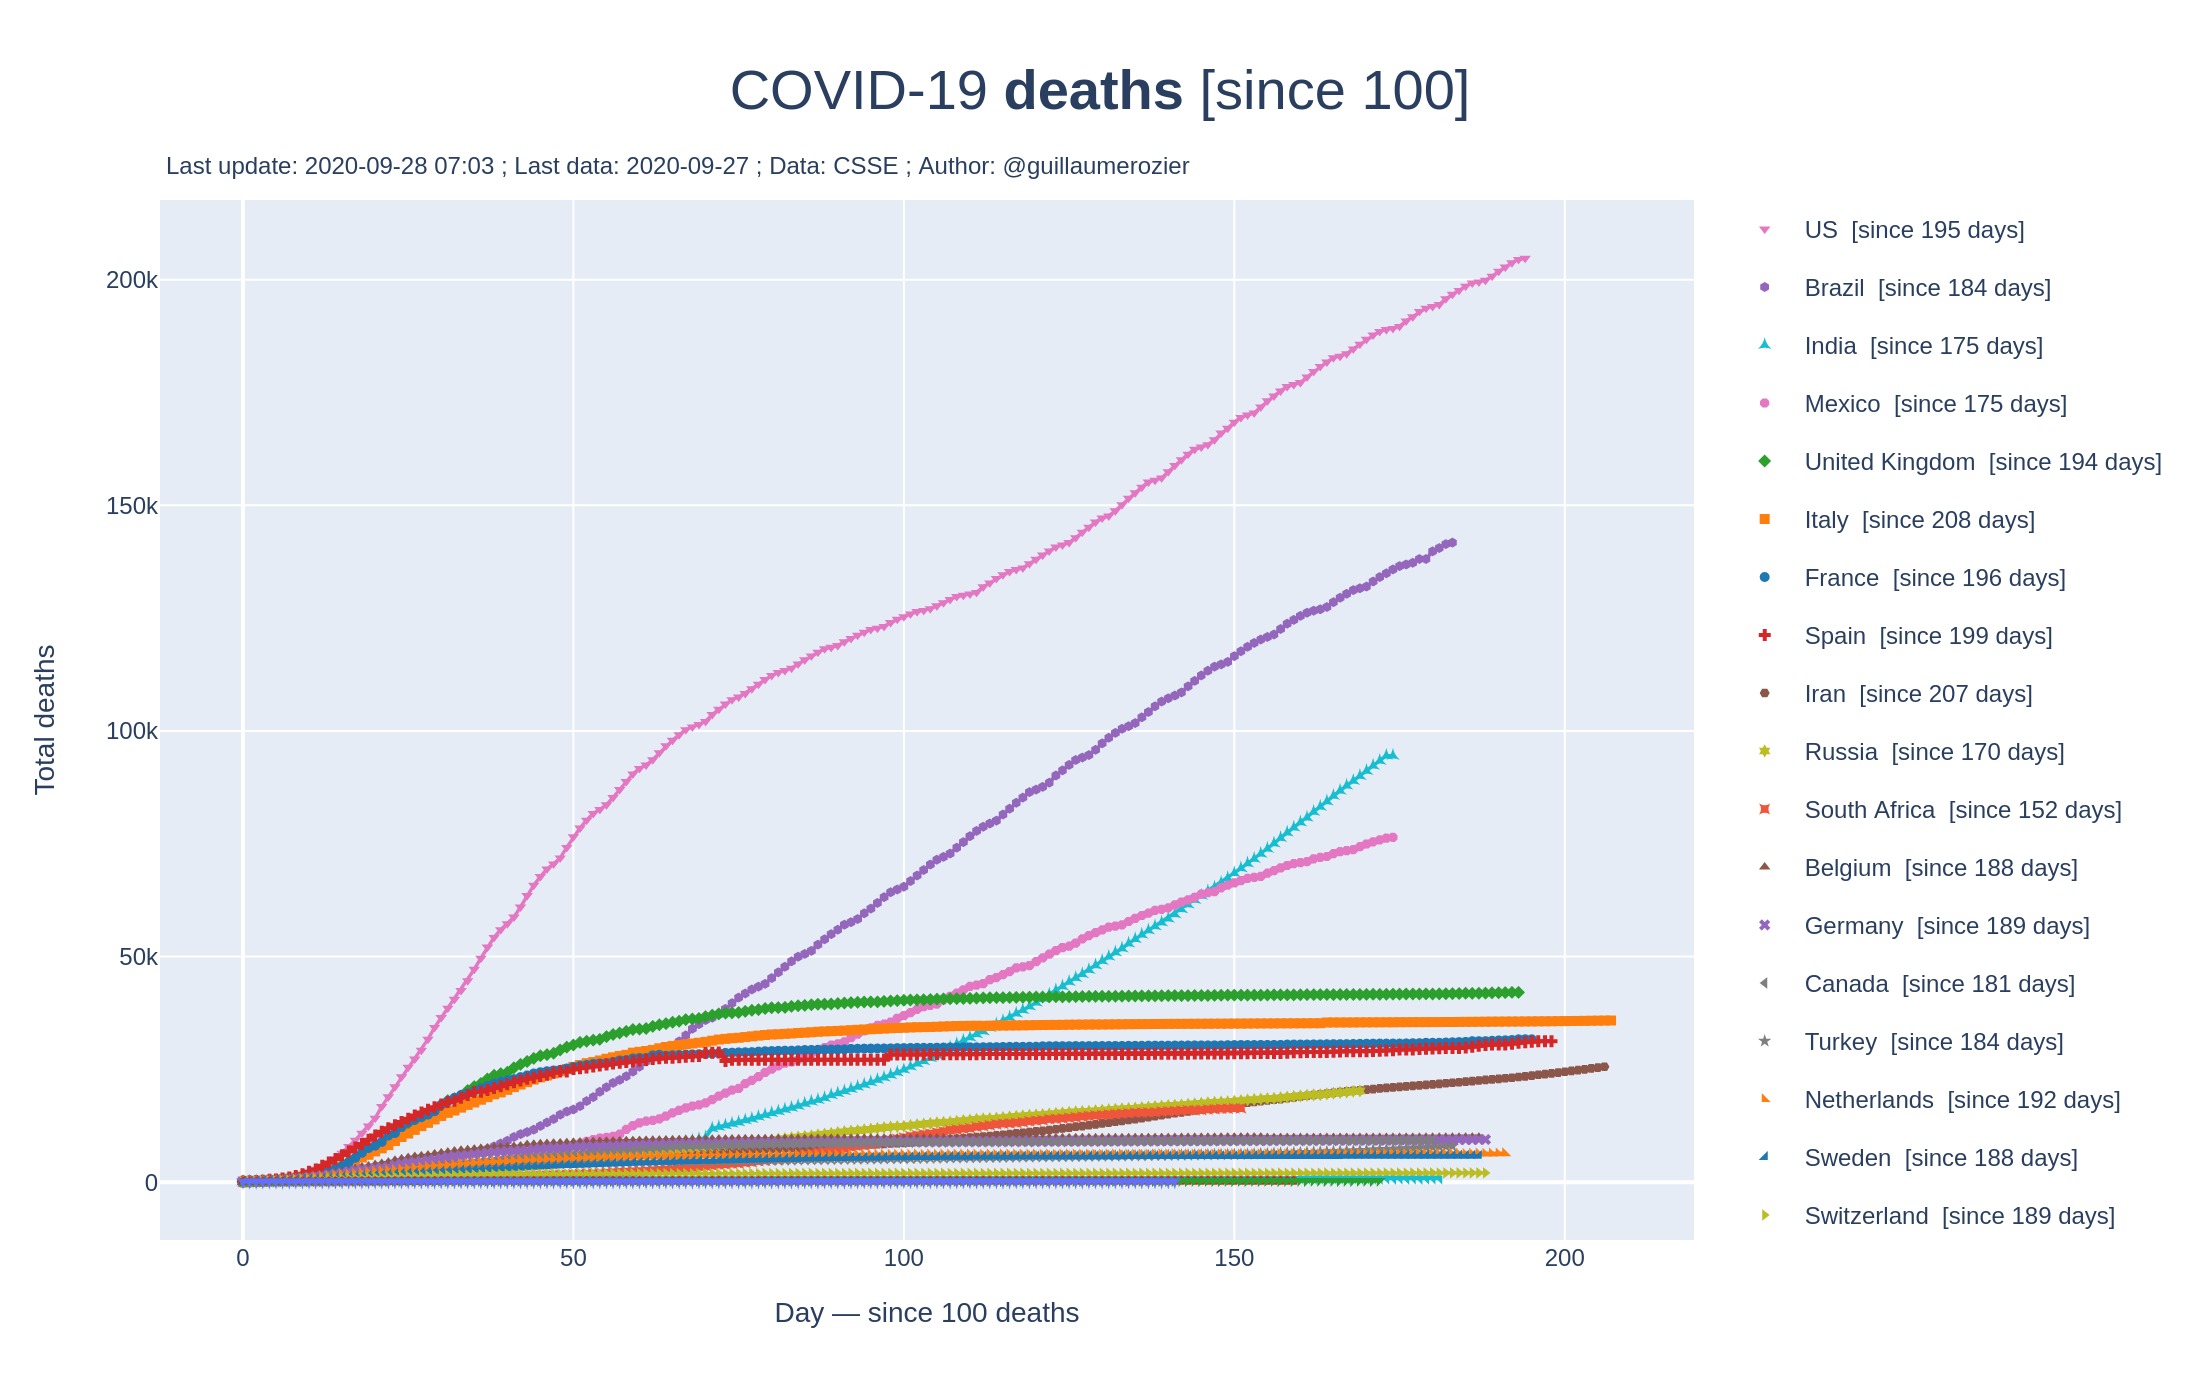 COVID-19 deaths [since 100]
Last update: 2020-09-28 07:03 ; Last data: 2020-09-27 ; Data: CSSE ; Author: @guillaumerozier
200k
150k
100k
50k
0
Total deaths
0 50 100 150 200
Day — since 100 deaths
US [since 195 days]
Brazil [since 184 days]
India [since 175 days]
Mexico [since 175 days]
United Kingdom [since 194 days]
Italy [since 208 days]
France [since 196 days]
Spain [since 199 days]
Iran [since 207 days]
Russia [since 170 days]
South Africa [since 152 days]
Belgium [since 188 days]
Germany [since 189 days]
Canada [since 181 days]
Turkey [since 184 days]
Netherlands [since 192 days]
Sweden [since 188 days]
Switzerland [since 189 days]